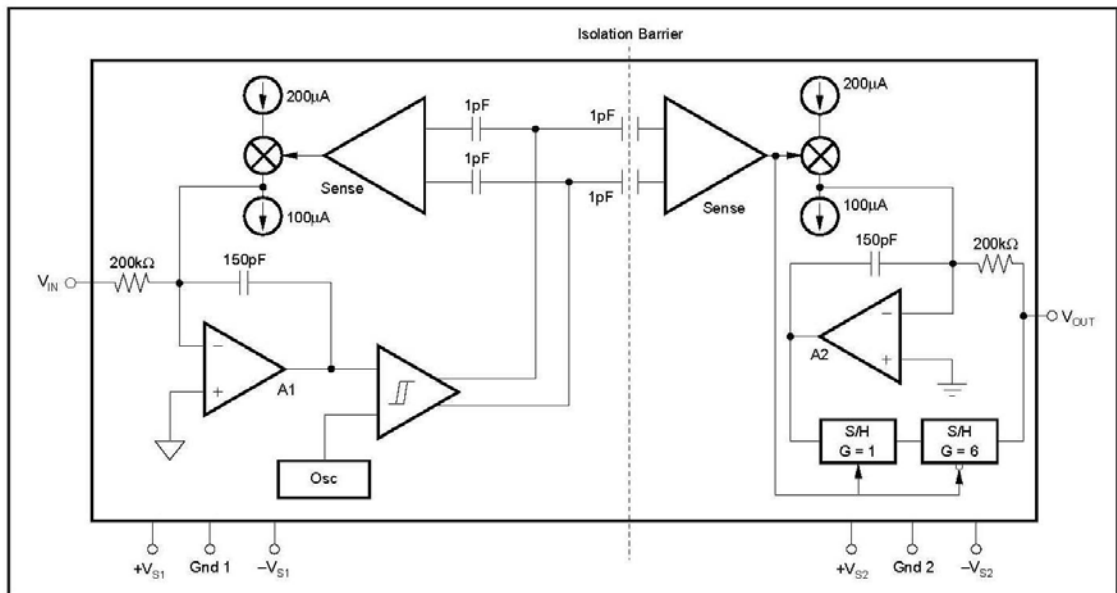 Isolation Barrier
200µA
1pF
1pF
1pF
1pF
Sense
100µA
200kΩ
150pF
V_IN
−
+
A1
Osc
Sense
200µA
100µA
150pF
200kΩ
V_OUT
−
+
A2
S/H
G = 1
S/H
G = 6
+V_S1
Gnd 1
–V_S1
+V_S2
Gnd 2
–V_S2